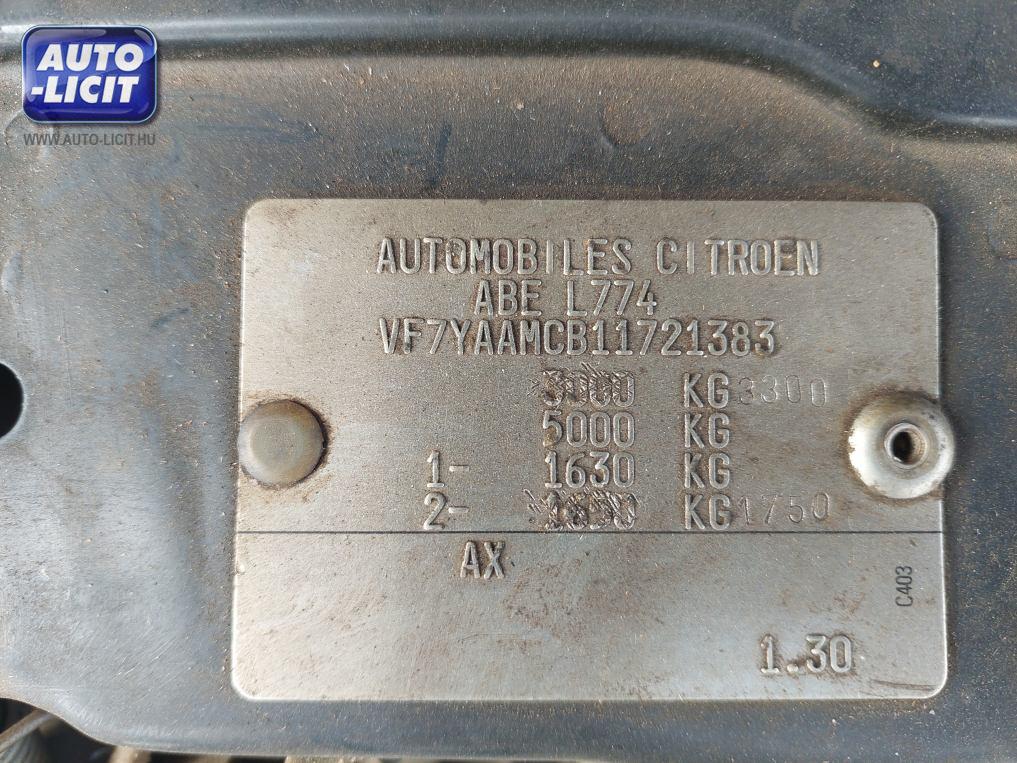 AUTO
-LICIT
WWW.AUTO-LICIT.HU
AUTOMOBILES CITROEN
ABE L774
VF7YAAMCB11721383
3000 KG 3300
5000 KG
1- 1630 KG
2- KG 1750
AX
C403
1.30